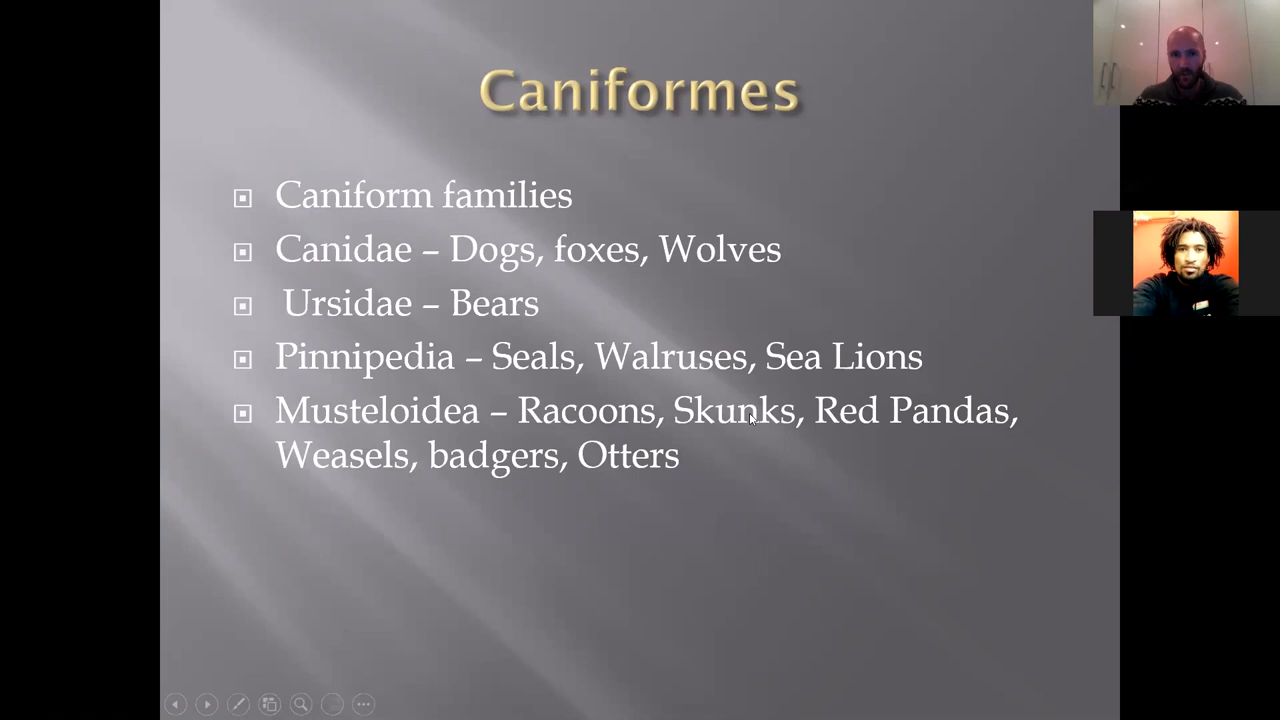 Caniformes
Caniform families
Canidae – Dogs, foxes, Wolves
Ursidae – Bears
Pinnipedia – Seals, Walruses, Sea Lions
Musteloidea – Racoons, Skunks, Red Pandas,
Weasels, badgers, Otters